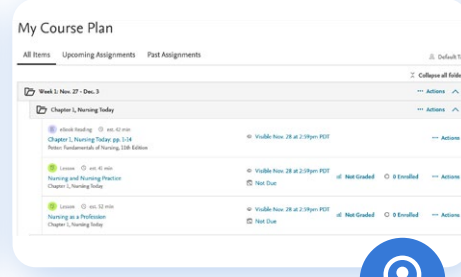 My Course Plan
All Items Upcoming Assignments Past Assignments
Default
Collapse all folde
Week 1: Nov. 27 - Dec. 3 Actions
Chapter 1, Nursing Today Actions
eBook Reading est. 42 min
Chapter 1, Nursing Today: pp. 1-14 Visible Nov. 28 at 2:59pm PDT Actions
Potter: Fundamentals of Nursing, 11th Edition
Lesson est. 41 min
Nursing and Nursing Practice Visible Nov. 28 at 2:59pm PDT Not Graded 0 Enrolled Actions
Chapter 1, Nursing Today Not Due
Lesson est. 52 min
Nursing as a Profession Visible Nov. 28 at 2:59pm PDT Not Graded 0 Enrolled Actions
Chapter 1, Nursing Today Not Due